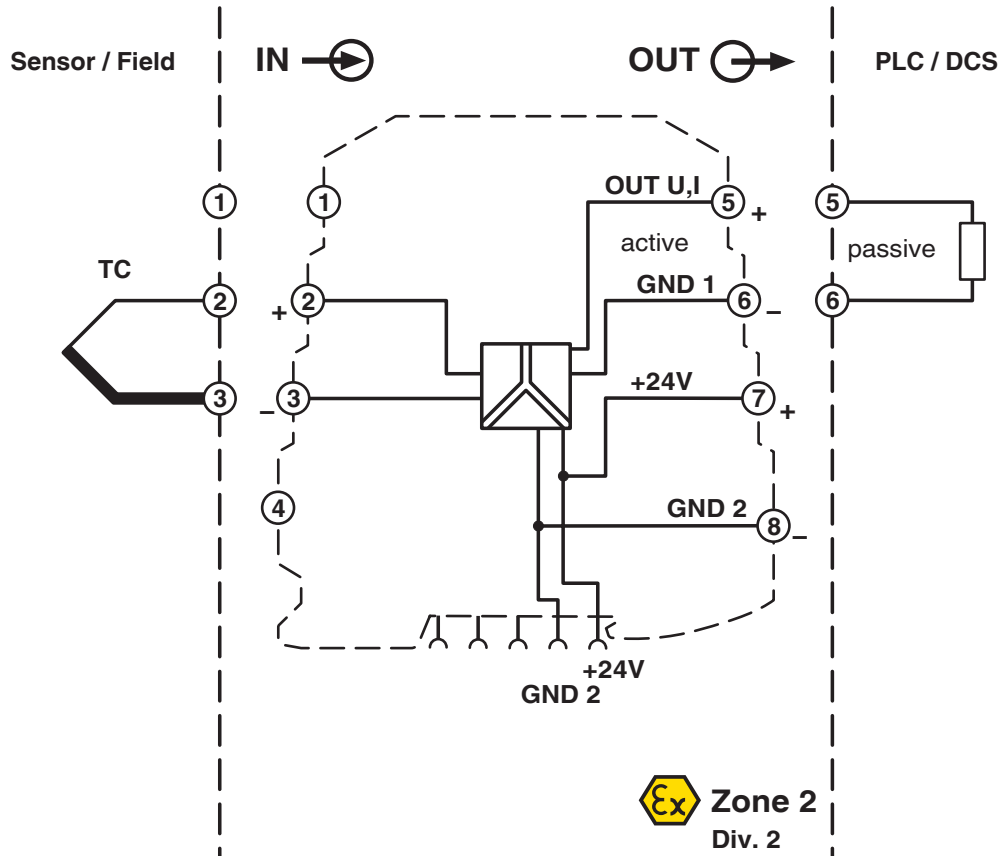 Sensor / Field
IN
OUT
PLC / DCS
1
1
OUT U,I
5
+
5
active
passive
TC
GND 1
2
+
2
6
–
6
+24V
3
–
3
7
+
4
GND 2
8
–
+24V
GND 2
Ex
Zone 2
Div. 2